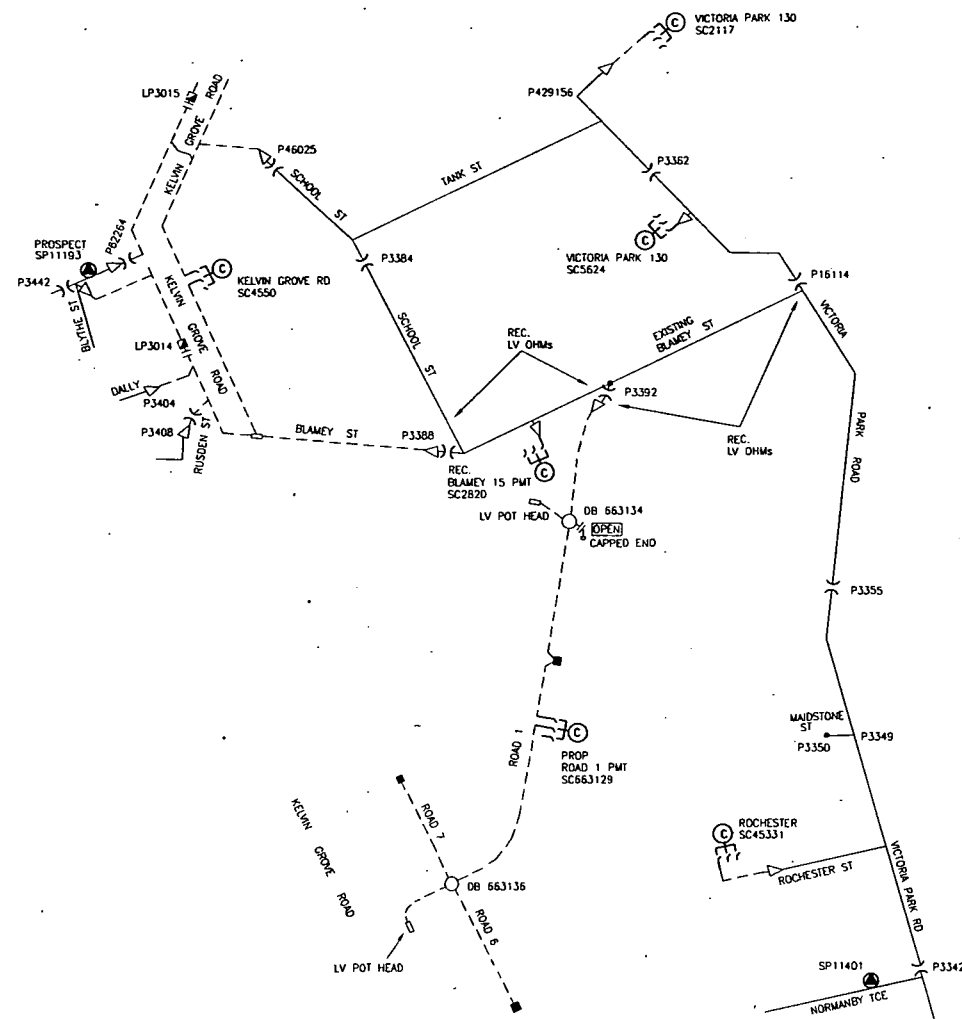 VICTORIA PARK 130
SC2117
LP3015
GROVE ROAD
KELVIN
P429156
P46025
SCHOOL ST
TANK ST
P3362
P62264
PROSPECT
SP11193
P3442
BLYTHE ST
KELVIN GROVE RD
SC4550
P3384
VICTORIA PARK 130
SC5624
P16114
KELVIN GROVE ROAD
LP3014
SCHOOL ST
REC.
LV OHMs
EXISTING
BLAMEY ST
VICTORIA PARK ROAD
DALLY
P3404
P3408
RUSDEN ST
BLAMEY ST
P3388
P3392
REC.
LV OHMs
REC.
BLAMEY 15 PMT
SC2820
LV POT HEAD
DB 663134
OPEN
CAPPED END
P3355
MAIDSTONE
ST
P3350
P3349
ROAD 1
PROP
ROAD 1 PMT
SC663129
KELVIN GROVE ROAD
ROAD 7
ROCHESTER
SC45331
ROCHESTER ST
VICTORIA PARK RD
DB 663136
ROAD 6
LV POT HEAD
SP11401
P3342
NORMANBY TCE